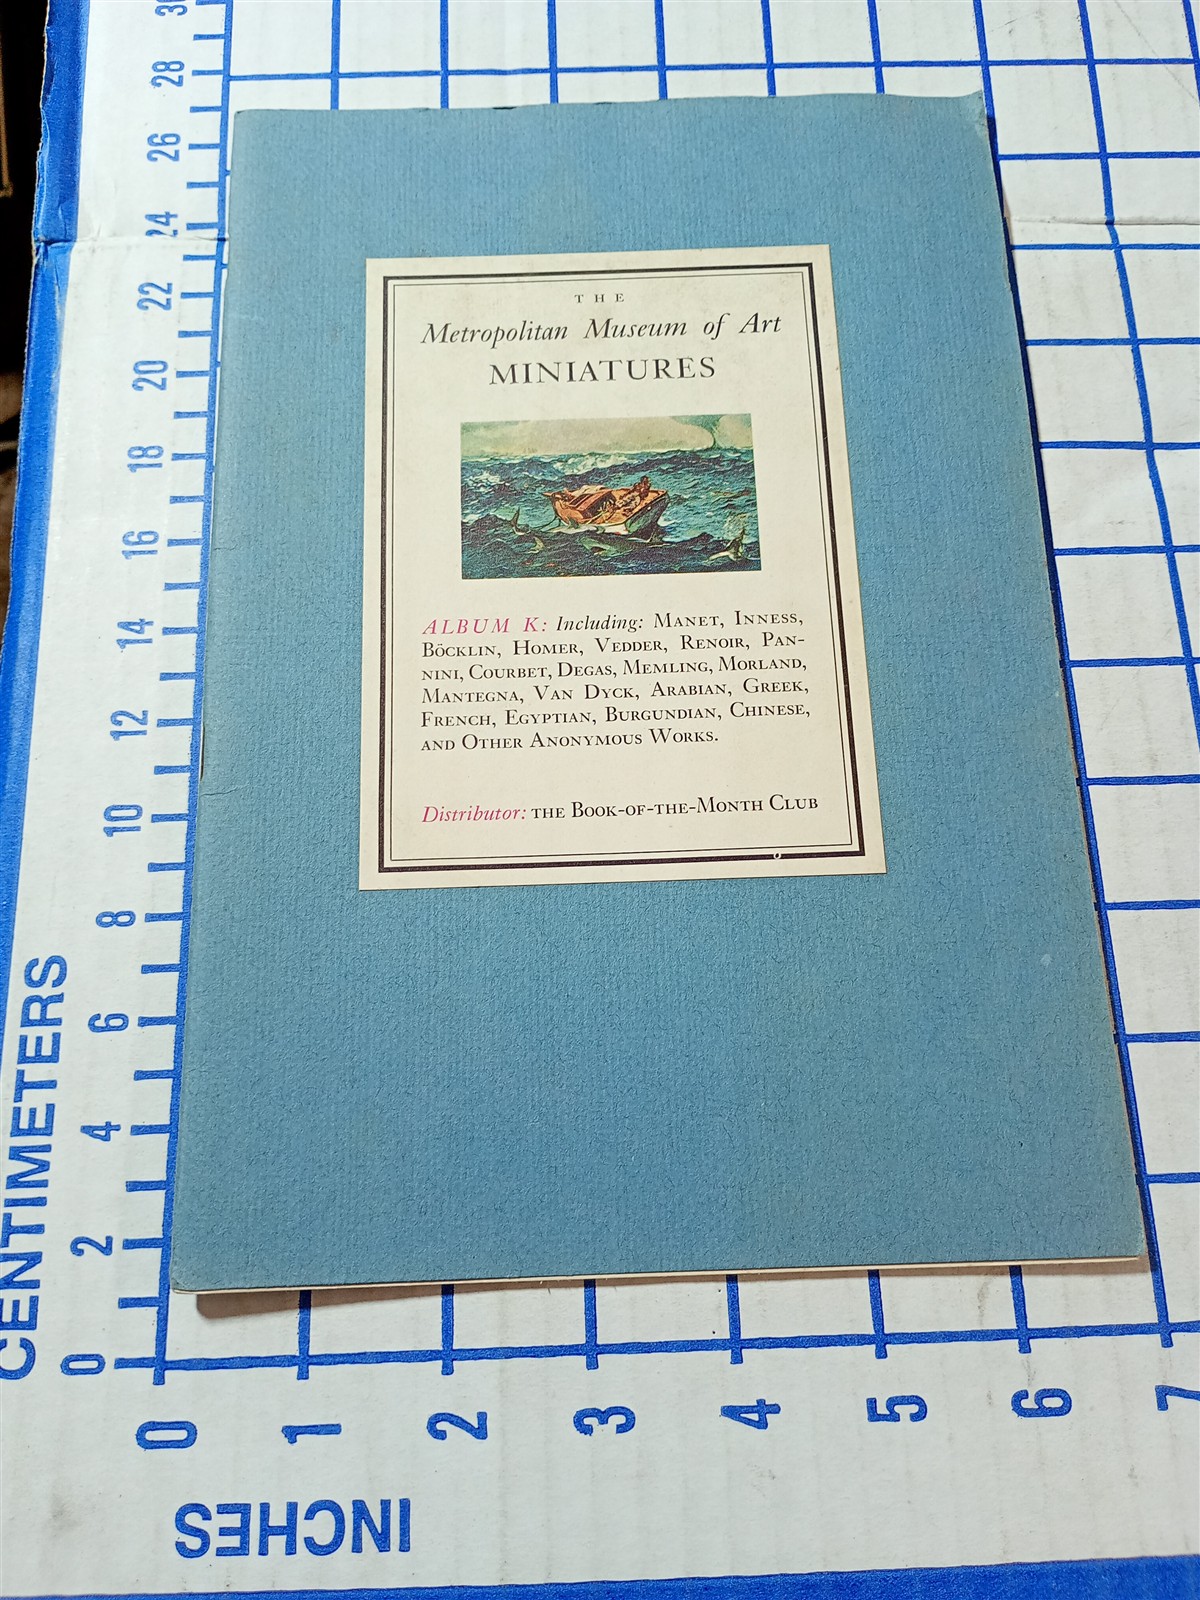 THE
Metropolitan Museum of Art
MINIATURES
ALBUM K: Including: MANET, INNESS,
BÖCKLIN, HOMER, VEDDER, RENOIR, PAN-
NINI, COURBET, DEGAS, MEMLING, MORLAND,
MANTEGNA, VAN DYCK, ARABIAN, GREEK,
FRENCH, EGYPTIAN, BURGUNDIAN, CHINESE,
AND OTHER ANONYMOUS WORKS.
Distributor: THE BOOK-OF-THE-MONTH CLUB
30
28
26
24
22
20
18
16
14
12
10
8
6
4
2
0
CENTIMETERS
0 1 2 3 4 5 6 7
INCHES